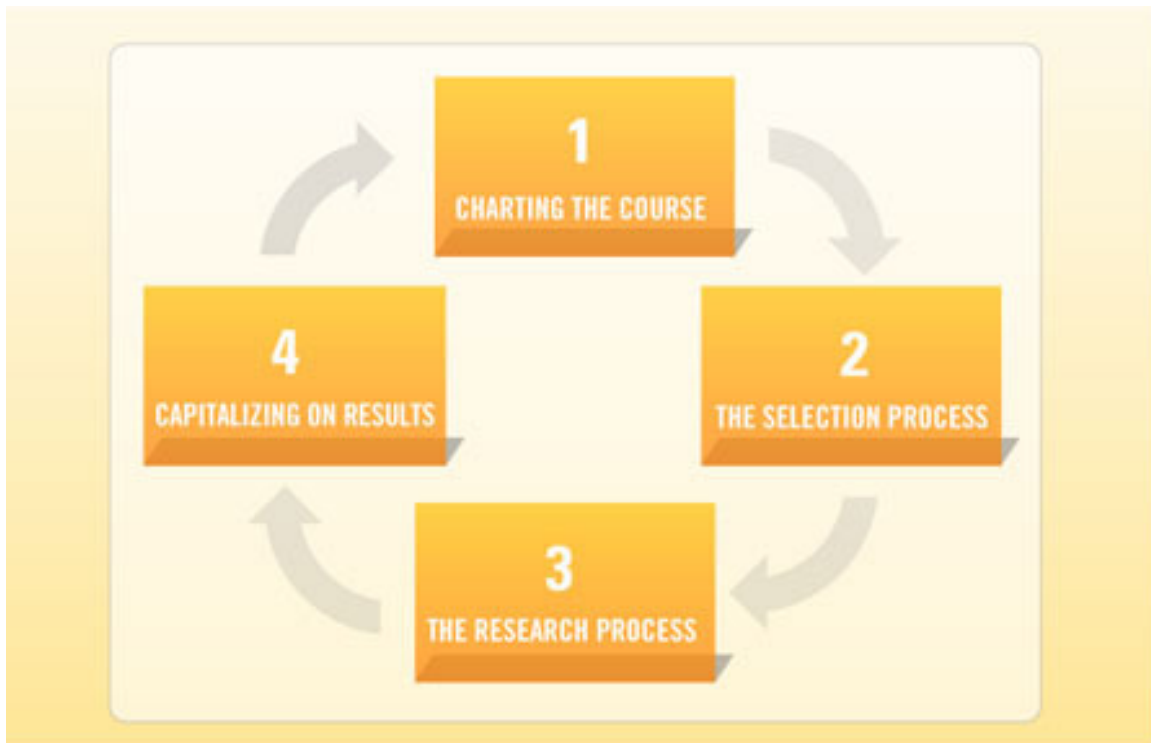 1
CHARTING THE COURSE
2
THE SELECTION PROCESS
3
THE RESEARCH PROCESS
4
CAPITALIZING ON RESULTS